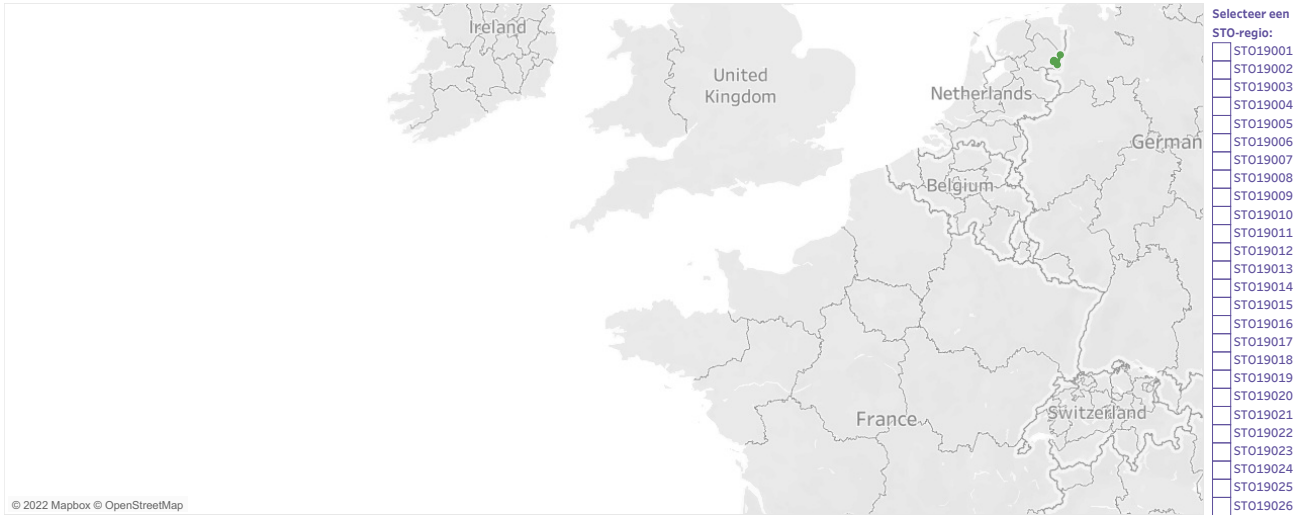 Ireland
United
Kingdom
Netherlands
German
Belgium
France
Switzerland
© 2022 Mapbox © OpenStreetMap
Selecteer een
STO-regio:
STO19001
STO19002
STO19003
STO19004
STO19005
STO19006
STO19007
STO19008
STO19009
STO19010
STO19011
STO19012
STO19013
STO19014
STO19015
STO19016
STO19017
STO19018
STO19019
STO19020
STO19021
STO19022
STO19023
STO19024
STO19025
STO19026